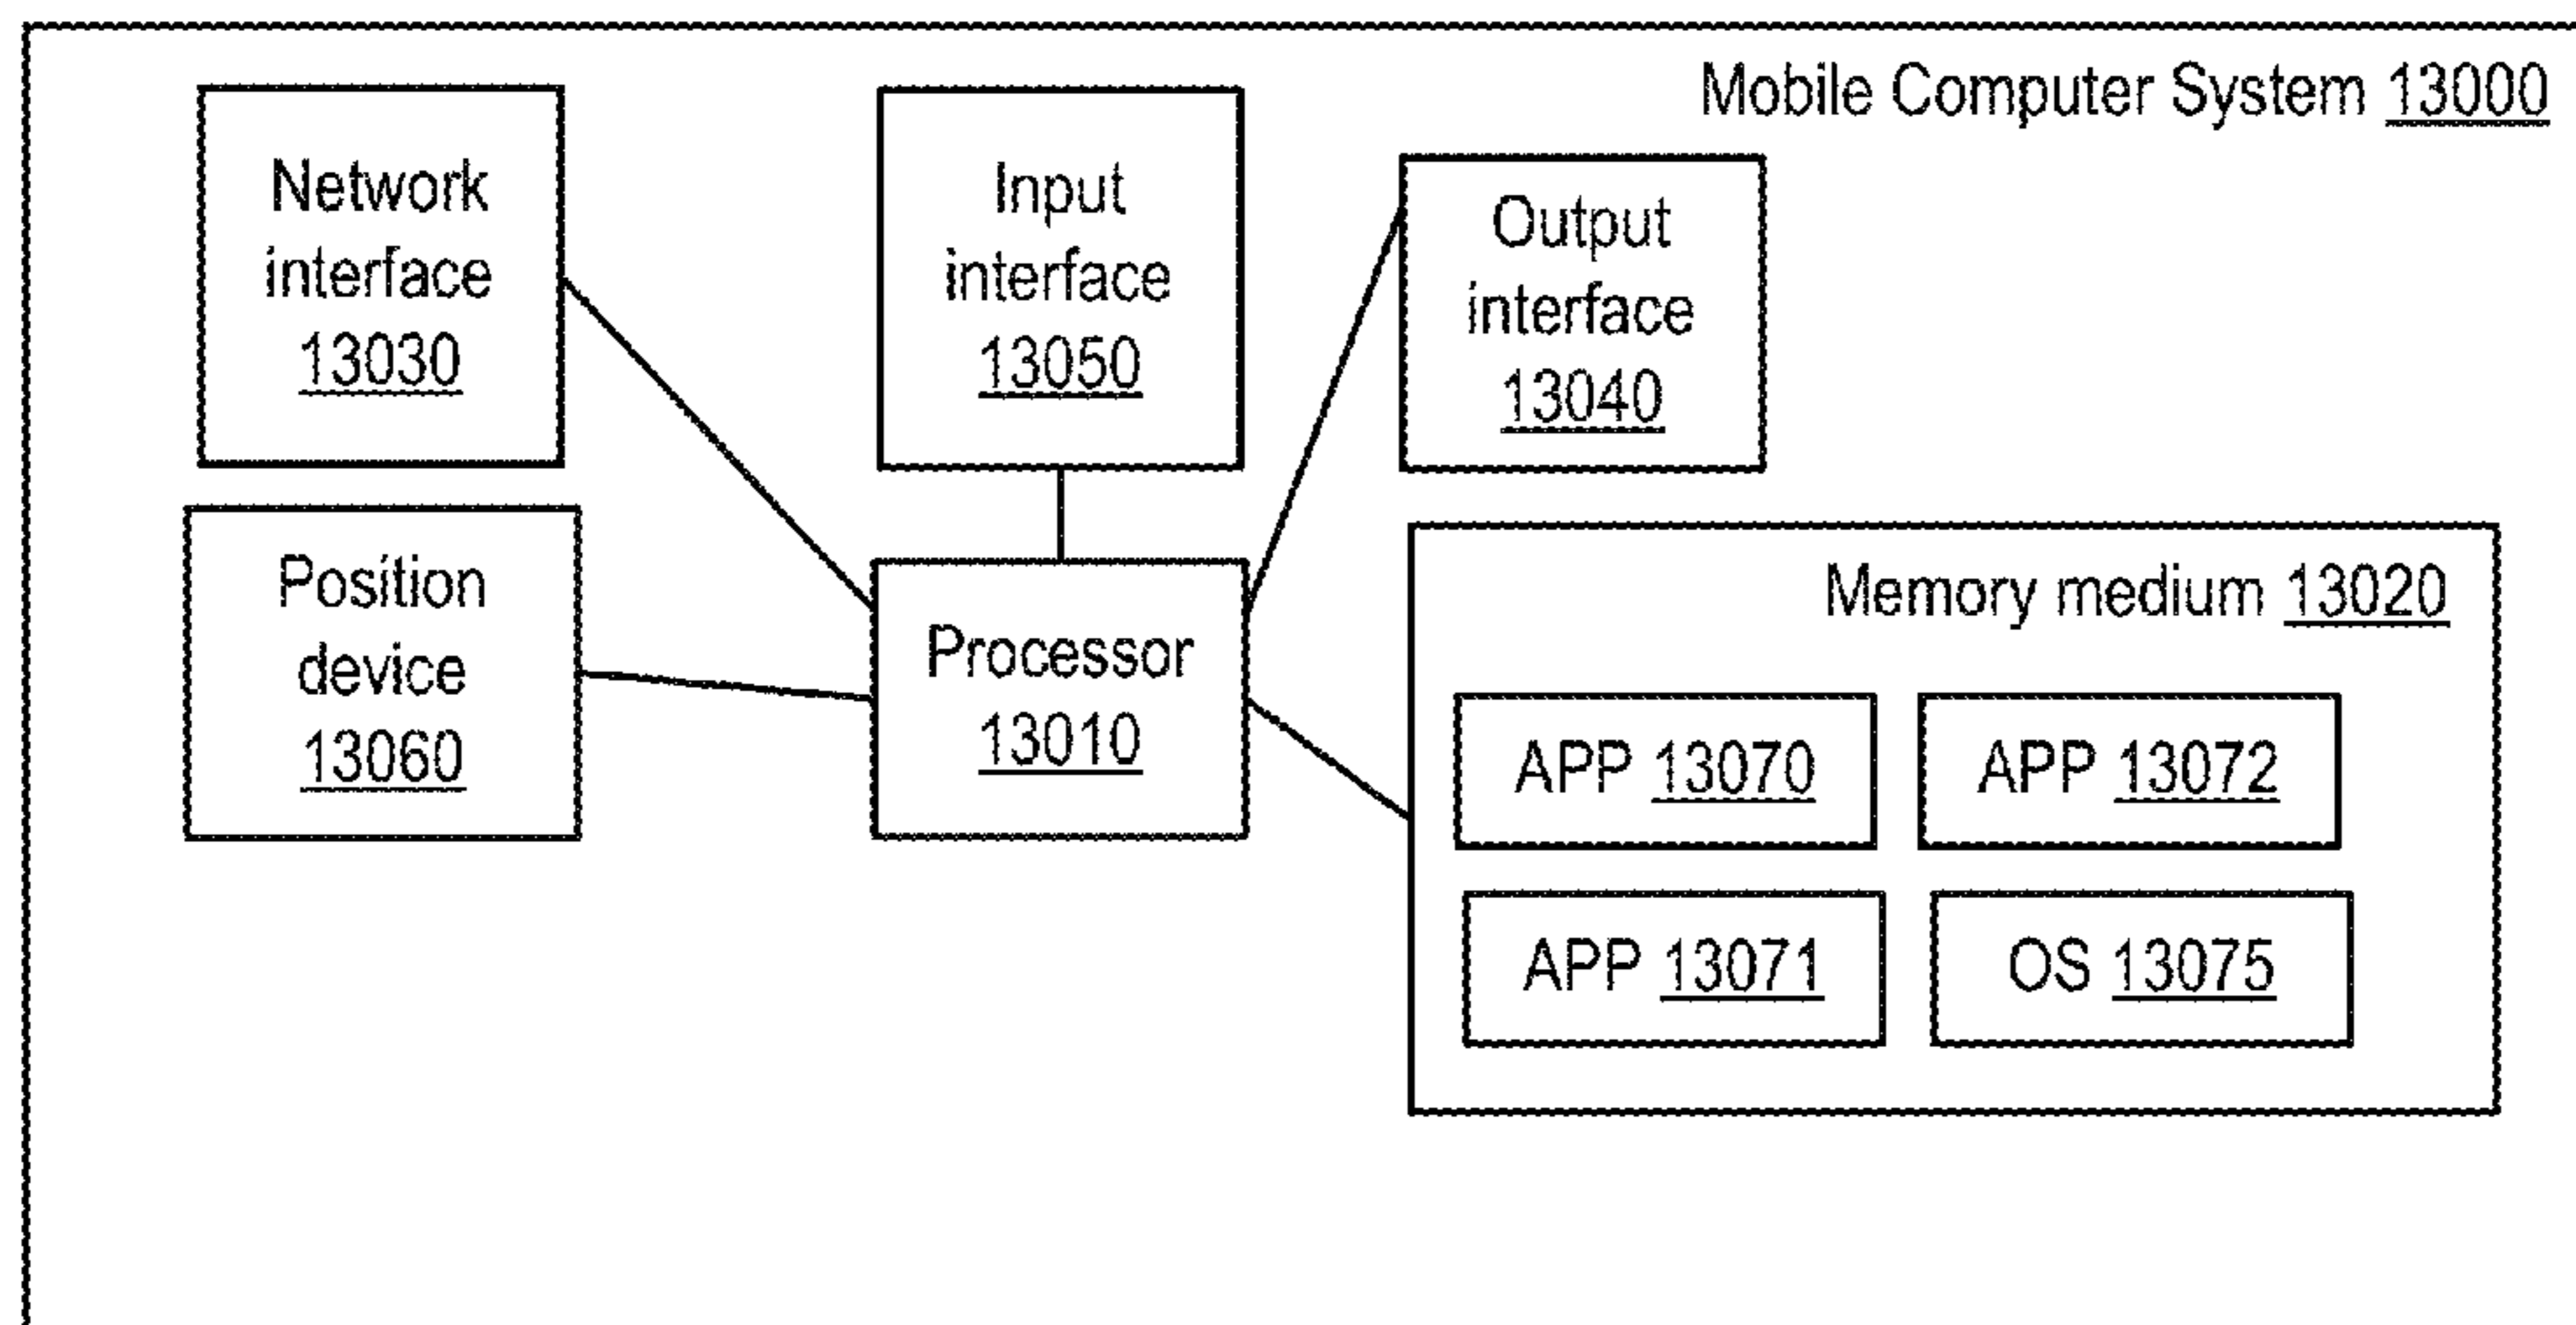 Mobile Computer System 13000
Network
interface
13030
Input
interface
13050
Output
interface
13040
Position
device
13060
Processor
13010
Memory medium 13020
APP 13070
APP 13072
APP 13071
OS 13075